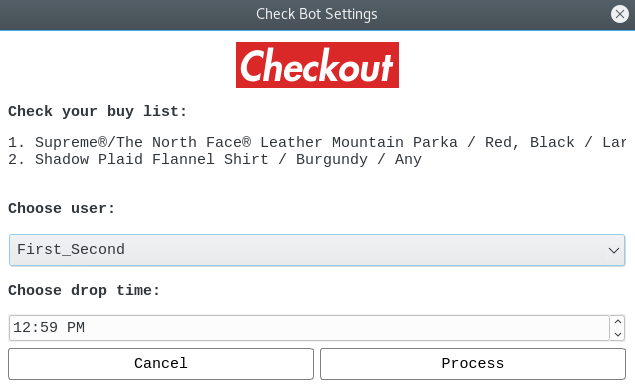 Check Bot Settings
Checkout
Check your buy list:
1. Supreme®/The North Face® Leather Mountain Parka / Red, Black / Lar
2. Shadow Plaid Flannel Shirt / Burgundy / Any
Choose user:
First_Second
Choose drop time:
12:59 PM
Cancel Process